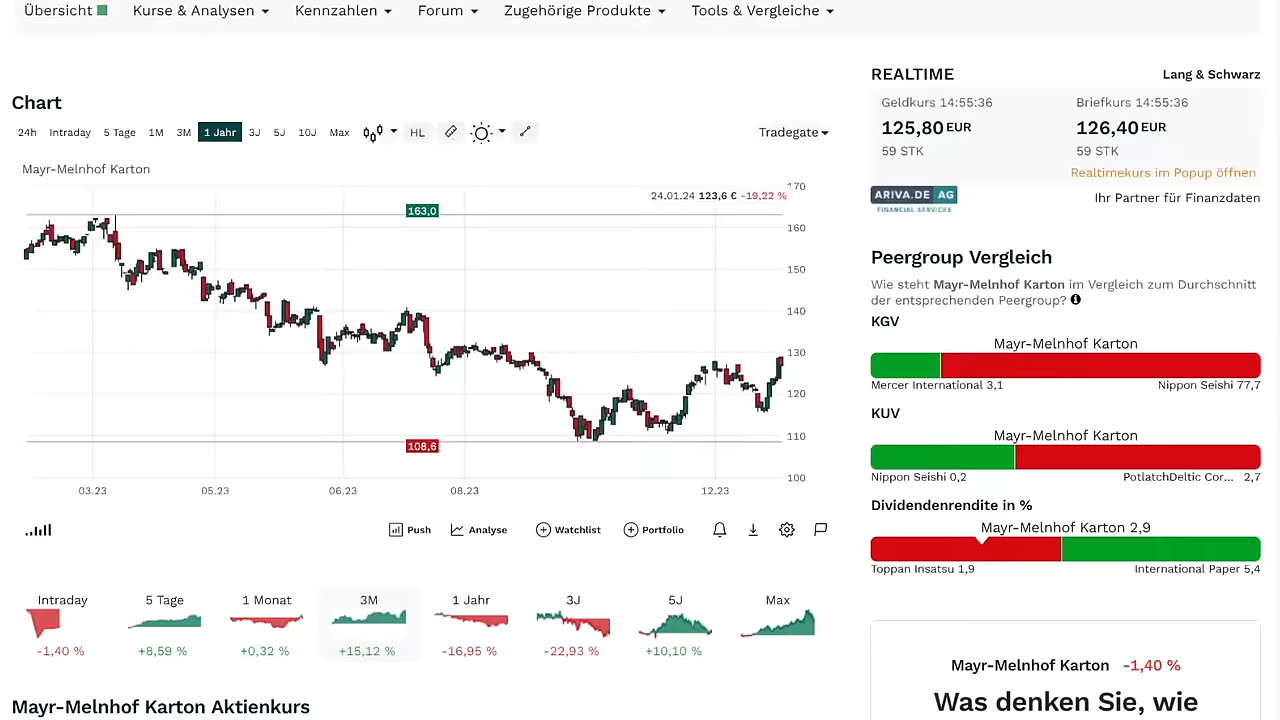 Übersicht Kurse & Analysen Kennzahlen Forum Zugehörige Produkte Tools & Vergleiche
Chart
24h Intraday 5 Tage 1M 3M 1 Jahr 3J 5J 10J Max HL Tradegate
Mayr-Melnhof Karton
24.01.24 123,6 € -19,22 %
170
163,0
160
150
140
130
120
110
108,6
100
03.23 05.23 06.23 08.23 12.23
Push Analyse Watchlist Portfolio
Intraday 5 Tage 1 Monat 3M 1 Jahr 3J 5J Max
-1,40 % +8,59 % +0,32 % +15,12 % -16,95 % -22,93 % +10,10 %
Mayr-Melnhof Karton Aktienkurs
REALTIME Lang & Schwarz
Geldkurs 14:55:36 Briefkurs 14:55:36
125,80 EUR 126,40 EUR
59 STK 59 STK
Realtimekurs im Popup öffnen
ARIVA.DE AG
FINANCIAL SERVICES
Ihr Partner für Finanzdaten
Peergroup Vergleich
Wie steht Mayr-Melnhof Karton im Vergleich zum Durchschnitt
der entsprechenden Peergroup?
KGV
Mayr-Melnhof Karton
Mercer International 3,1 Nippon Seishi 77,7
KUV
Mayr-Melnhof Karton
Nippon Seishi 0,2 PotlatchDeltic Cor... 2,7
Dividendenrendite in %
Mayr-Melnhof Karton 2,9
Toppan Insatsu 1,9 International Paper 5,4
Mayr-Melnhof Karton -1,40 %
Was denken Sie, wie